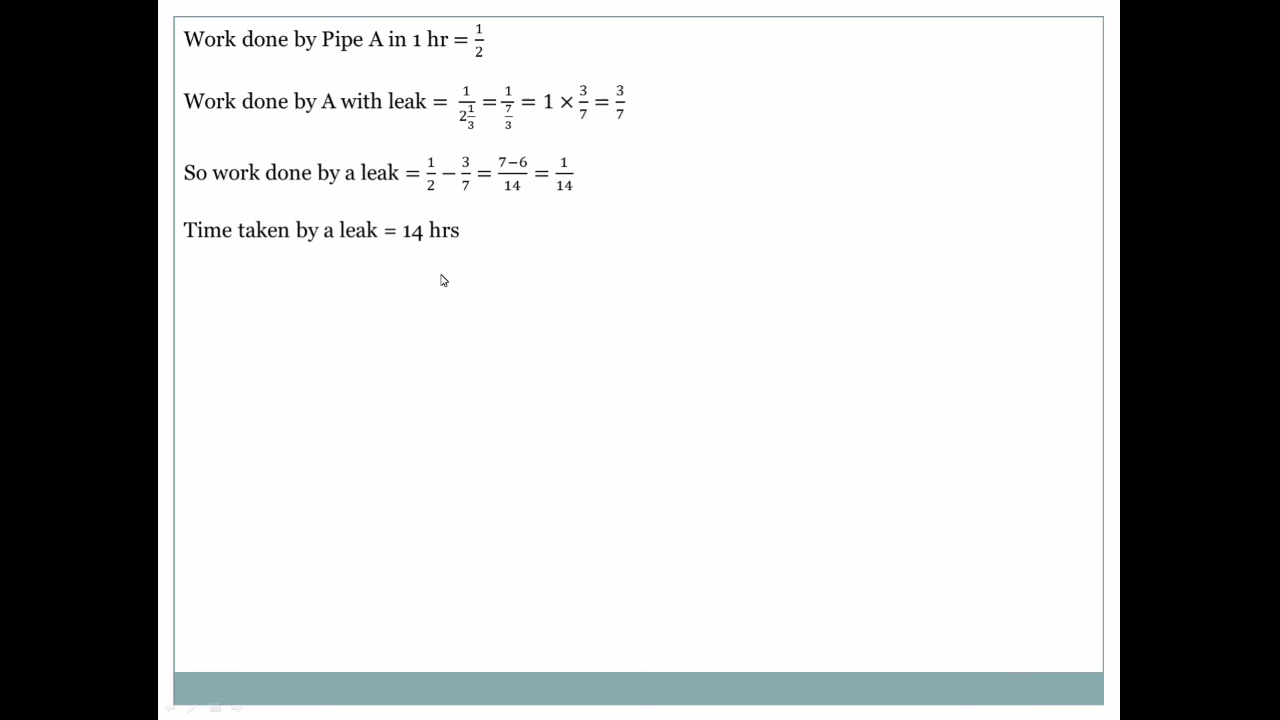 Work done by Pipe A in 1 hr = 1/2
Work done by A with leak = 1/(2 1/3) = 1/(7/3) = 1 × 3/7 = 3/7
So work done by a leak = 1/2 − 3/7 = (7−6)/14 = 1/14
Time taken by a leak = 14 hrs